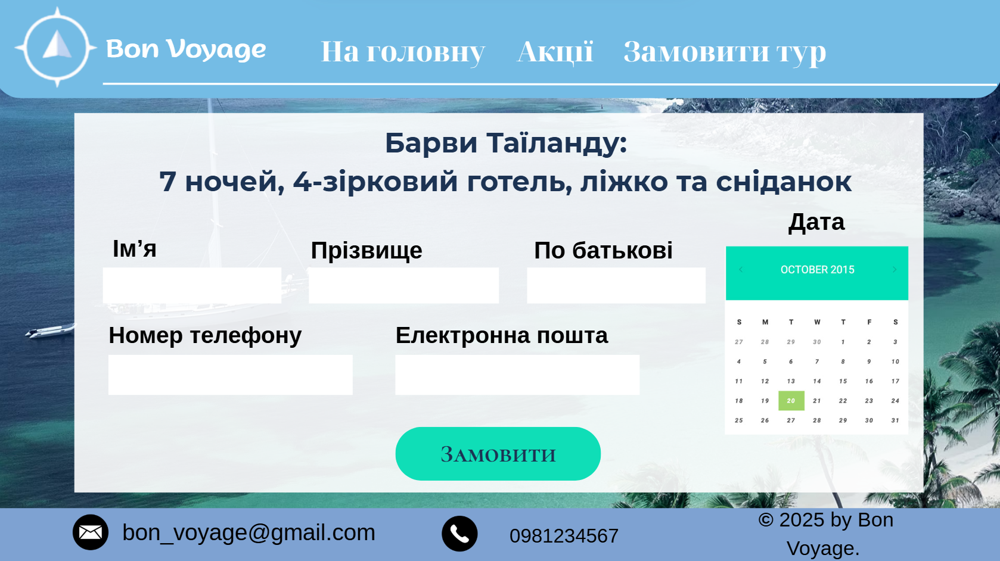 Bon Voyage
На головну Акції Замовити тур
Барви Таїланду:
7 ночей, 4-зірковий готель, ліжко та сніданок
Дата
Ім’я Прізвище По батькові
OCTOBER 2015
S M T W T F S
27 28 29 30 1 2 3
4 5 6 7 8 9 10
11 12 13 14 15 16 17
18 19 20 21 22 23 24
25 26 27 28 29 30 31
Номер телефону Електронна пошта
Замовити
bon_voyage@gmail.com
0981234567
© 2025 by Bon
Voyage.